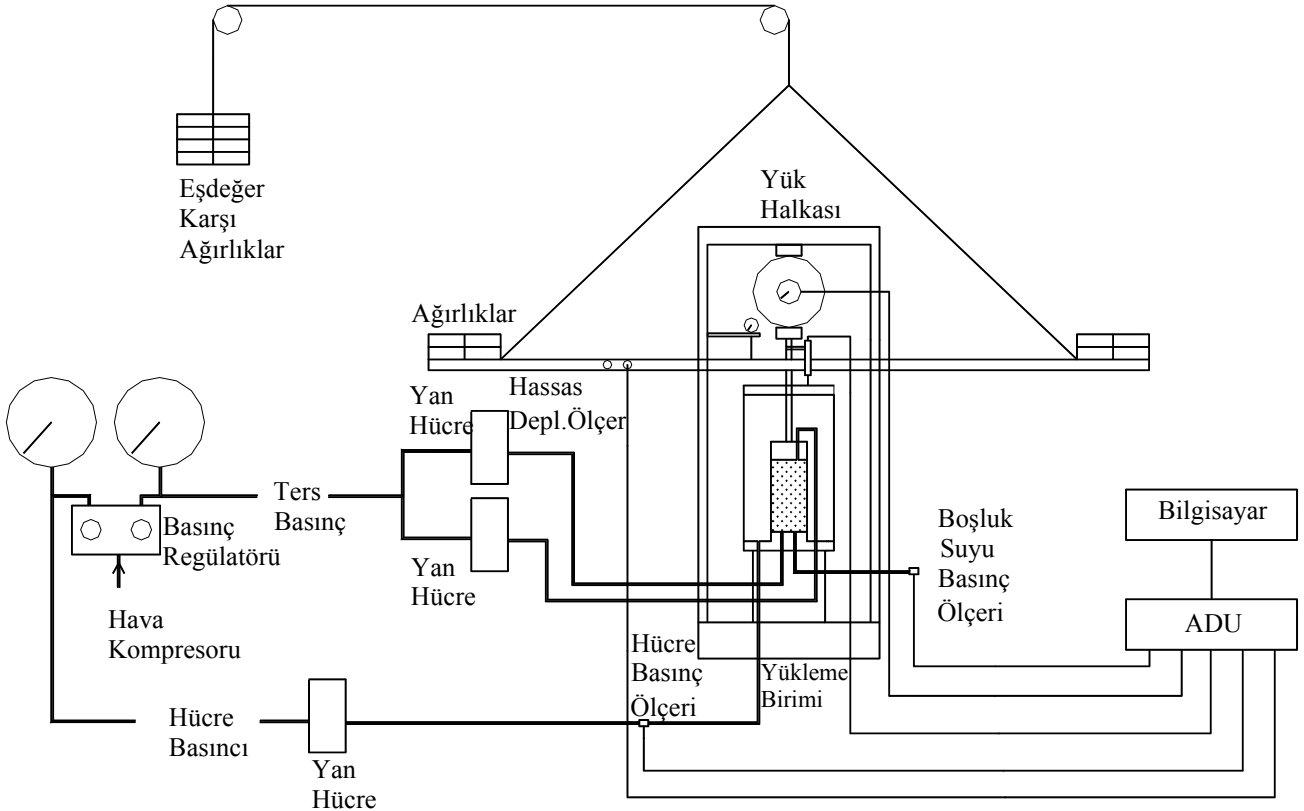 Eşdeğer
Karşı
Ağırlıklar
Yük
Halkası
Ağırlıklar
Hassas
Depl.Ölçer
Yan
Hücre
Ters
Basınç
Basınç
Regülatörü
Yan
Hücre
Hava
Kompresoru
Boşluk
Suyu
Basınç
Ölçeri
Bilgisayar
ADU
Hücre
Basınç
Ölçeri
Yükleme
Birimi
Hücre
Basıncı
Yan
Hücre